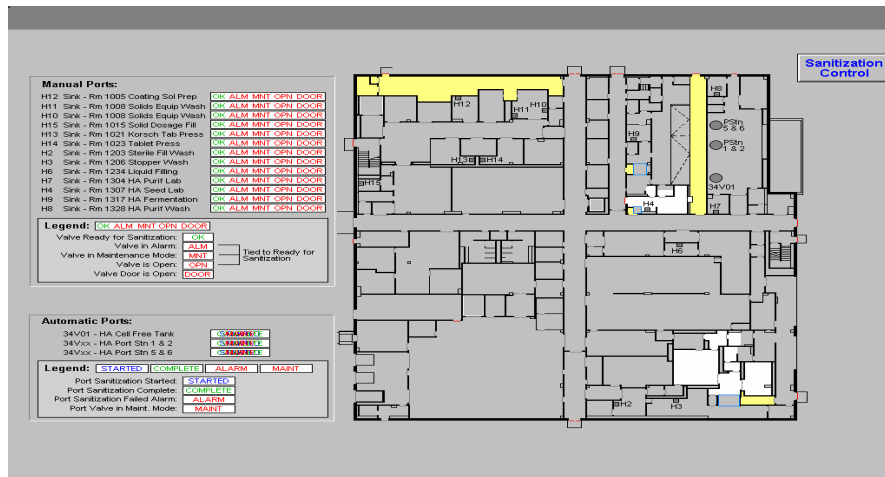 Sanitization
Control
Manual Ports:
H12 Sink - Rm 1005 Coating Sol Prep OK ALM MNT OPN DOOR
H11 Sink - Rm 1008 Solids Equip Wash OK ALM MNT OPN DOOR
H10 Sink - Rm 1008 Solids Equip Wash OK ALM MNT OPN DOOR
H15 Sink - Rm 1015 Solid Dosage Fill OK ALM MNT OPN DOOR
H13 Sink - Rm 1021 Korsch Tab Press OK ALM MNT OPN DOOR
H14 Sink - Rm 1023 Tablet Press OK ALM MNT OPN DOOR
H2 Sink - Rm 1203 Sterile Fill Wash OK ALM MNT OPN DOOR
H3 Sink - Rm 1206 Stopper Wash OK ALM MNT OPN DOOR
H6 Sink - Rm 1234 Liquid Filling OK ALM MNT OPN DOOR
H7 Sink - Rm 1304 HA Purif Lab OK ALM MNT OPN DOOR
H4 Sink - Rm 1307 HA Seed Lab OK ALM MNT OPN DOOR
H9 Sink - Rm 1317 HA Fermentation OK ALM MNT OPN DOOR
H8 Sink - Rm 1328 HA Purif Wash OK ALM MNT OPN DOOR
Legend: OK ALM MNT OPN DOOR
Valve Ready for Sanitization: OK
Valve in Alarm: ALM
Valve in Maintenance Mode: MNT
Valve is Open: OPN
Valve Door is Open: DOOR
Tied to Ready for
Sanitization
Automatic Ports:
34V01 - HA Cell Free Tank
34Vxx - HA Port Stn 1 & 2
34Vxx - HA Port Stn 5 & 6
Legend: STARTED COMPLETE ALARM MAINT
Port Sanitization Started: STARTED
Port Sanitization Complete: COMPLETE
Port Sanitization Failed Alarm: ALARM
Port Valve in Maint. Mode: MAINT
H12
H11
H10
H13
H14
H15
H8
PStn
5 & 6
H9
PStn
1 & 2
34V01
H4
H7
H6
H2
H3